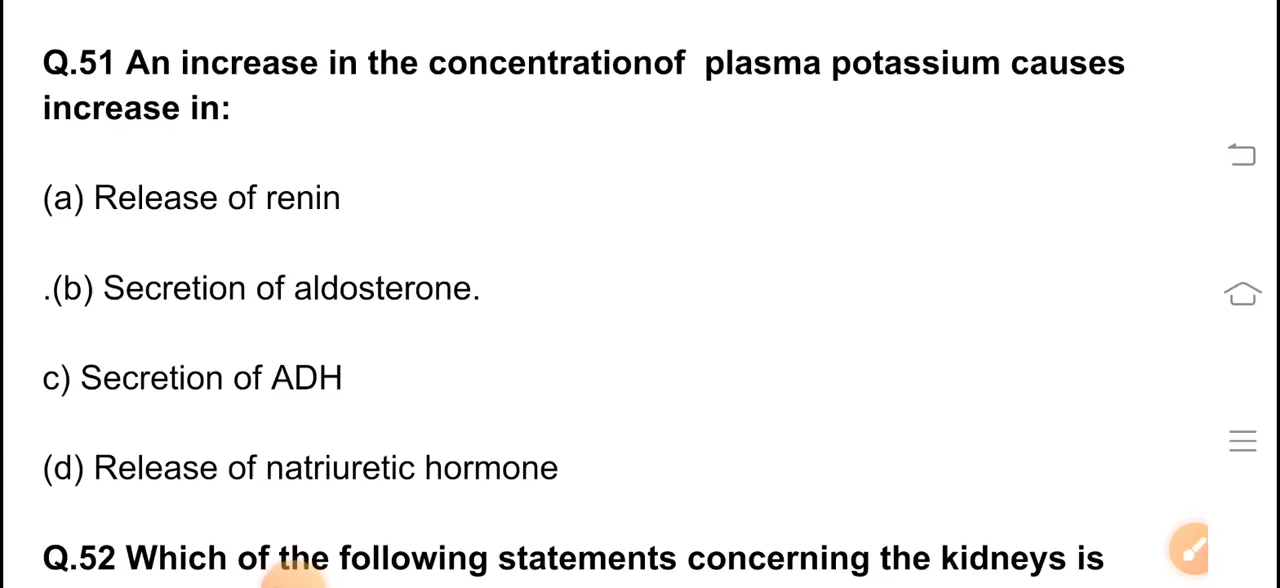 Q.51 An increase in the concentrationof plasma potassium causes
increase in:
(a) Release of renin
.(b) Secretion of aldosterone.
c) Secretion of ADH
(d) Release of natriuretic hormone
Q.52 Which of the following statements concerning the kidneys is